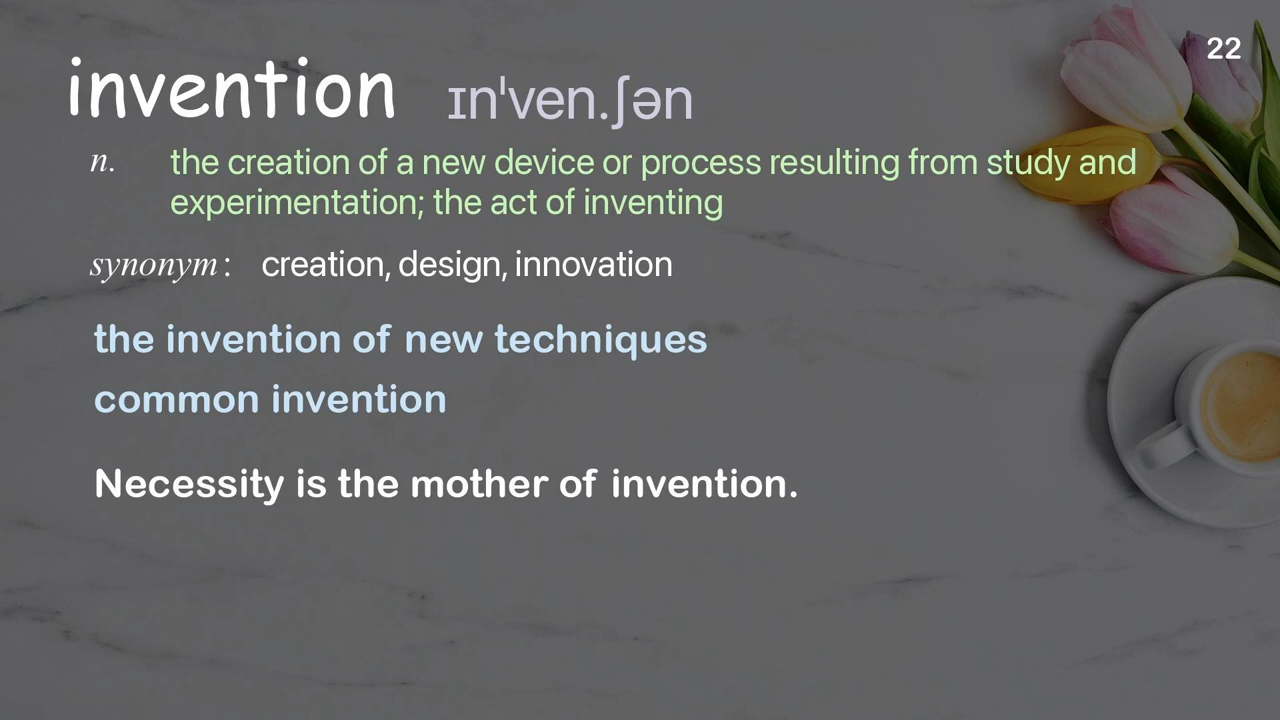 22
invention ɪnˈven.ʃən
n. the creation of a new device or process resulting from study and
experimentation; the act of inventing
synonym: creation, design, innovation
the invention of new techniques
common invention
Necessity is the mother of invention.